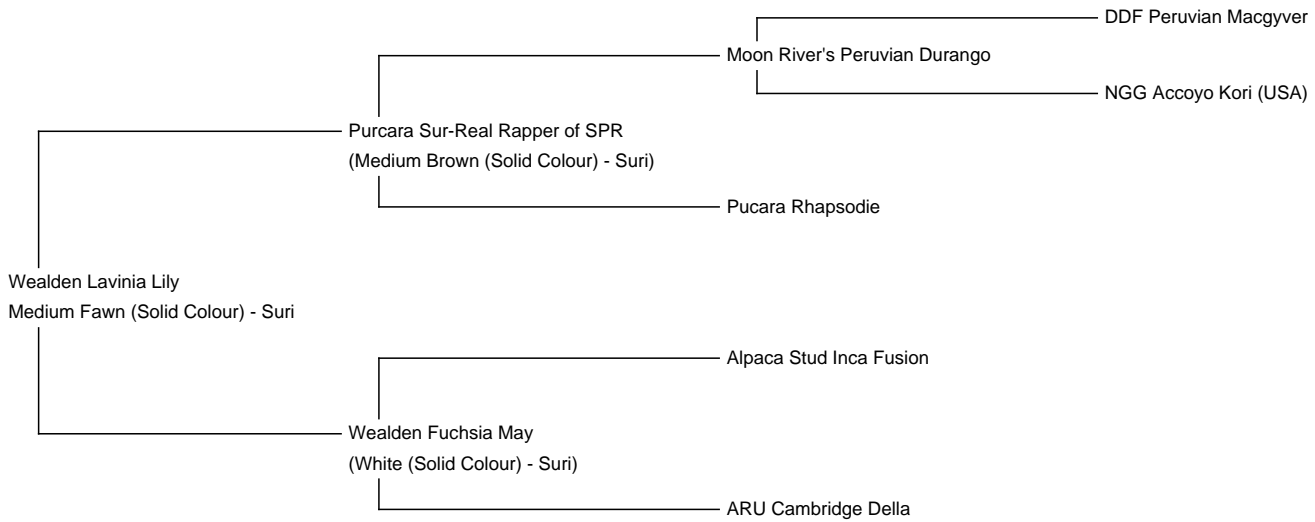 DDF Peruvian Macgyver
Moon River's Peruvian Durango
NGG Accoyo Kori (USA)
Purcara Sur-Real Rapper of SPR
(Medium Brown (Solid Colour) - Suri)
Pucara Rhapsodie
Wealden Lavinia Lily
Medium Fawn (Solid Colour) - Suri
Alpaca Stud Inca Fusion
Wealden Fuchsia May
(White (Solid Colour) - Suri)
ARU Cambridge Della